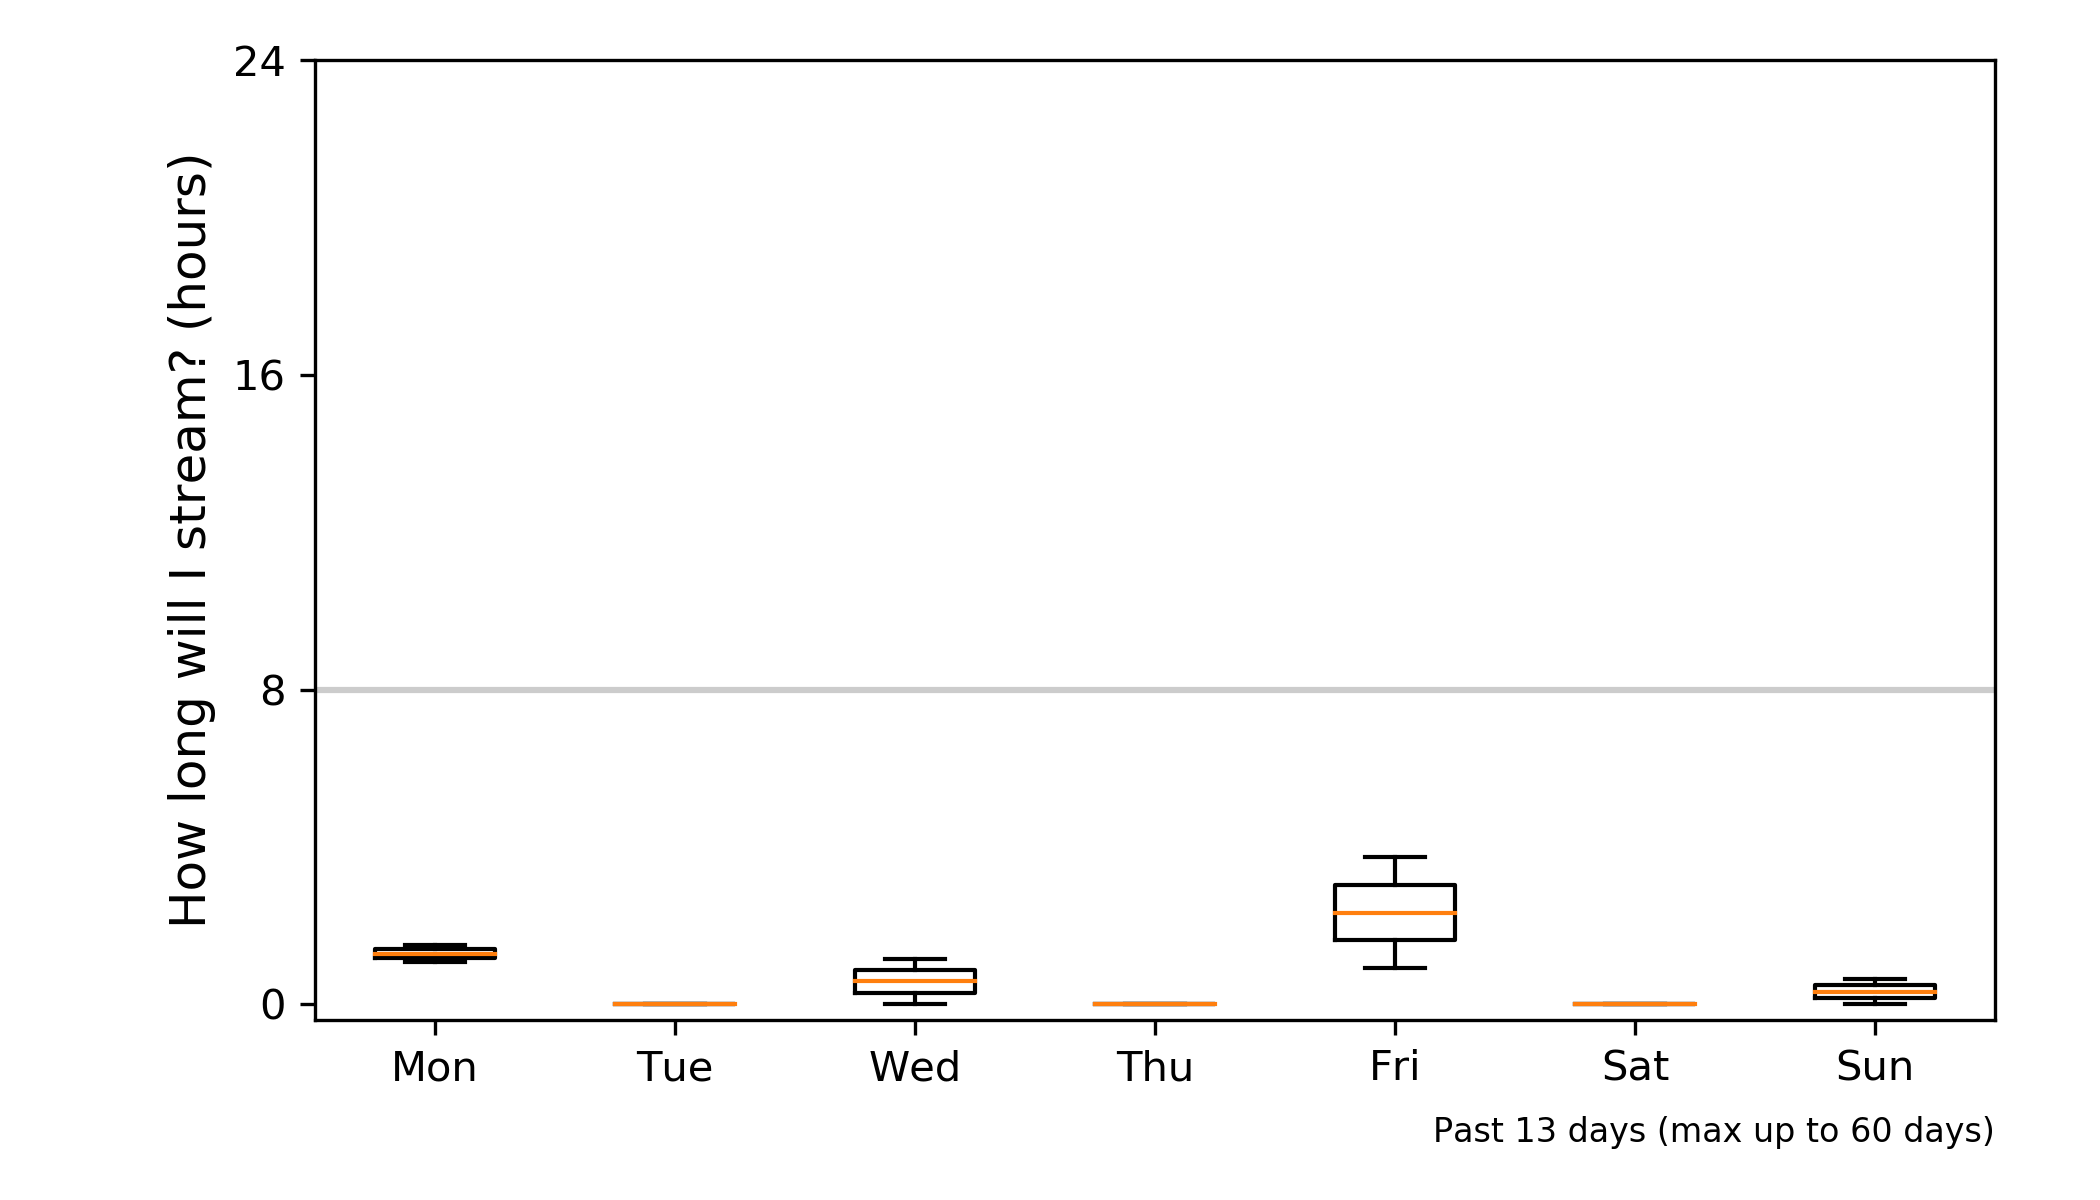 How long will I stream? (hours)
24
16
8
0
Mon Tue Wed Thu Fri Sat Sun
Past 13 days (max up to 60 days)